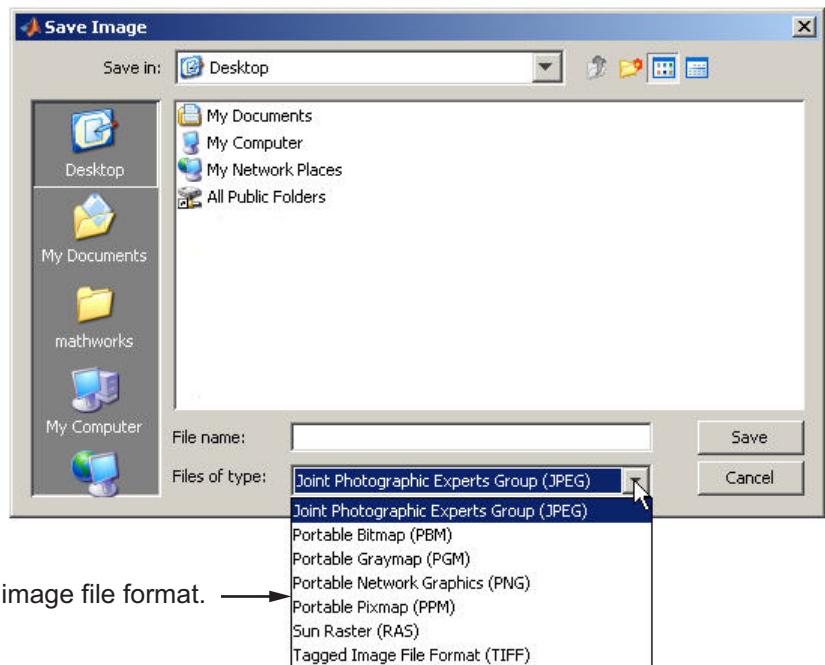 Save Image
Save in:
Desktop
My Documents
My Computer
My Network Places
All Public Folders
Desktop
My Documents
mathworks
My Computer
File name:
Save
Files of type:
Joint Photographic Experts Group (JPEG)
Cancel
Joint Photographic Experts Group (JPEG)
Portable Bitmap (PBM)
Portable Graymap (PGM)
Portable Network Graphics (PNG)
Portable Pixmap (PPM)
Sun Raster (RAS)
Tagged Image File Format (TIFF)
image file format.